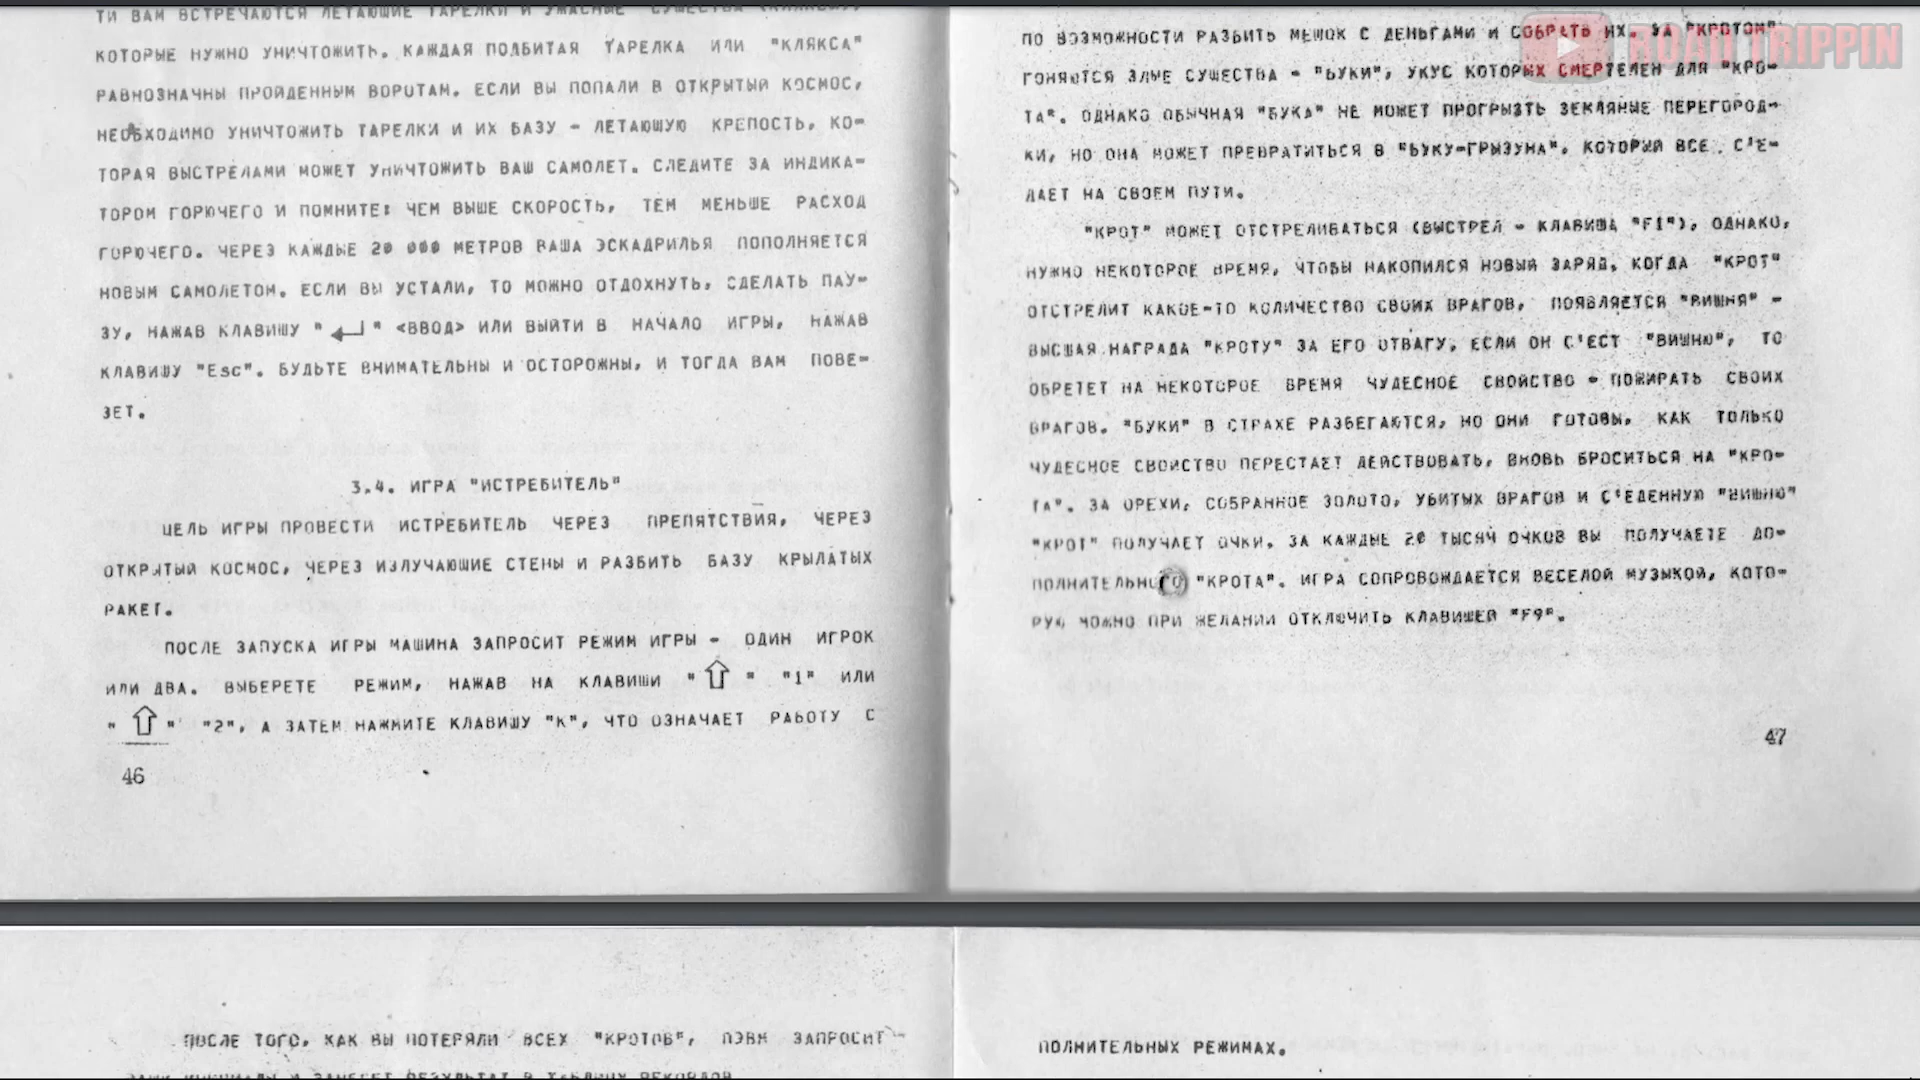 ТИ ВАМ ВСТРЕЧАЮТСЯ ЛЕТАЮЩИЕ ТАРЕЛКИ И УЖАСНЫЕ СУЩЕСТВА
КОТОРЫЕ НУЖНО УНИЧТОЖИТЬ. КАЖДАЯ ПОДБИТАЯ ТАРЕЛКА ИЛИ "КЛЯКСА"
РАВНОЗНАЧНЫ ПРОЙДЕННЫМ ВОРОТАМ. ЕСЛИ ВЫ ПОПАЛИ В ОТКРЫТЫЙ КОСМОС,
НЕОБХОДИМО УНИЧТОЖИТЬ ТАРЕЛКИ И ИХ БАЗУ - ЛЕТАЮЩУЮ КРЕПОСТЬ, КО-
ТОРАЯ ВЫСТРЕЛАМИ МОЖЕТ УНИЧТОЖИТЬ ВАШ САМОЛЕТ. СЛЕДИТЕ ЗА ИНДИКА-
ТОРОМ ГОРЮЧЕГО И ПОМНИТЕ: ЧЕМ ВЫШЕ СКОРОСТЬ, ТЕМ МЕНЬШЕ РАСХОД
ГОРЮЧЕГО. ЧЕРЕЗ КАЖДЫЕ 20 000 МЕТРОВ ВАША ЭСКАДРИЛЬЯ ПОПОЛНЯЕТСЯ
НОВЫМ САМОЛЕТОМ. ЕСЛИ ВЫ УСТАЛИ, ТО МОЖНО ОТДОХНУТЬ, СДЕЛАТЬ ПАУ-
ЗУ, НАЖАВ КЛАВИШУ "↵" <ВВОД> ИЛИ ВЫЙТИ В НАЧАЛО ИГРЫ, НАЖАВ
КЛАВИШУ "Esc". БУДЬТЕ ВНИМАТЕЛЬНЫ И ОСТОРОЖНЫ, И ТОГДА ВАМ ПОВЕ-
ЗЕТ.
3.4. ИГРА "ИСТРЕБИТЕЛЬ"
ЦЕЛЬ ИГРЫ ПРОВЕСТИ ИСТРЕБИТЕЛЬ ЧЕРЕЗ ПРЕПЯТСТВИЯ, ЧЕРЕЗ
ОТКРЫТЫЙ КОСМОС, ЧЕРЕЗ ИЗЛУЧАЮЩИЕ СТЕНЫ И РАЗБИТЬ БАЗУ КРЫЛАТЫХ
РАКЕТ.
ПОСЛЕ ЗАПУСКА ИГРЫ МАШИНА ЗАПРОСИТ РЕЖИМ ИГРЫ - ОДИН ИГРОК
ИЛИ ДВА. ВЫБЕРЕТЕ РЕЖИМ, НАЖАВ НА КЛАВИШИ "⇧" "1" ИЛИ
"⇧" "2", А ЗАТЕМ НАЖМИТЕ КЛАВИШУ "К", ЧТО ОЗНАЧАЕТ РАБОТУ С
46
ПО ВОЗМОЖНОСТИ РАЗБИТЬ МЕШОК С ДЕНЬГАМИ И СОБРАТЬ ИХ. ЗА "КРОТОМ"
ГОНЯЮТСЯ ЗЛЫЕ СУЩЕСТВА - "БУКИ", УКУС КОТОРЫХ СМЕРТЕЛЕН ДЛЯ "КРО-
ТА". ОДНАКО ОБЫЧНАЯ "БУКА" НЕ МОЖЕТ ПРОГРЫЗТЬ ЗЕМЛЯНЫЕ ПЕРЕГОРОД-
КИ, НО ОНА МОЖЕТ ПРЕВРАТИТЬСЯ В "БУКУ-ГРЫЗУНА", КОТОРЫЙ ВСЕ С'Е-
ДАЕТ НА СВОЕМ ПУТИ.
"КРОТ" МОЖЕТ ОТСТРЕЛИВАТЬСЯ (ВЫСТРЕЛ - КЛАВИША "F1"), ОДНАКО,
НУЖНО НЕКОТОРОЕ ВРЕМЯ, ЧТОБЫ НАКОПИЛСЯ НОВЫЙ ЗАРЯД. КОГДА "КРОТ"
ОТСТРЕЛИТ КАКОЕ-ТО КОЛИЧЕСТВО СВОИХ ВРАГОВ, ПОЯВЛЯЕТСЯ "ВИШНЯ" -
ВЫСШАЯ НАГРАДА "КРОТУ" ЗА ЕГО ОТВАГУ. ЕСЛИ ОН С'ЕСТ "ВИШНЮ", ТО
ОБРЕТЕТ НА НЕКОТОРОЕ ВРЕМЯ ЧУДЕСНОЕ СВОЙСТВО - ПОЖИРАТЬ СВОИХ
ВРАГОВ. "БУКИ" В СТРАХЕ РАЗБЕГАЮТСЯ, НО ОНИ ГОТОВЫ, КАК ТОЛЬКО
ЧУДЕСНОЕ СВОЙСТВО ПЕРЕСТАЕТ ДЕЙСТВОВАТЬ, ВНОВЬ БРОСИТЬСЯ НА "КРО-
ТА". ЗА ОРЕХИ, СОБРАННОЕ ЗОЛОТО, УБИТЫХ ВРАГОВ И С'ЕДЕННУЮ "ВИШНЮ"
"КРОТ" ПОЛУЧАЕТ ОЧКИ. ЗА КАЖДЫЕ 20 ТЫСЯЧ ОЧКОВ ВЫ ПОЛУЧАЕТЕ ДО-
ПОЛНИТЕЛЬНОГО "КРОТА". ИГРА СОПРОВОЖДАЕТСЯ ВЕСЕЛОЙ МУЗЫКОЙ, КОТО-
РУЮ МОЖНО ПРИ ЖЕЛАНИИ ОТКЛЮЧИТЬ КЛАВИШЕЙ "F9".
47
ROAD TRIPPIN
ПОСЛЕ ТОГО, КАК ВЫ ПОТЕРЯЛИ ВСЕХ "КРОТОВ", ПЭВМ ЗАПРОСИТ
ПОЛНИТЕЛЬНЫХ РЕЖИМАХ.